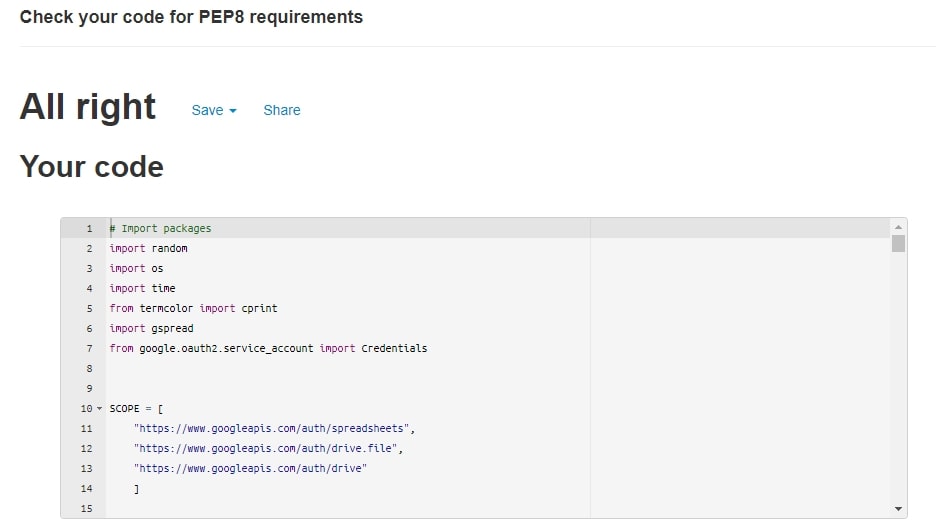 Check your code for PEP8 requirements
All right Save Share
Your code
1 # Import packages
2 import random
3 import os
4 import time
5 from termcolor import cprint
6 import gspread
7 from google.oauth2.service_account import Credentials
8
9
10 SCOPE = [
11     "https://www.googleapis.com/auth/spreadsheets",
12     "https://www.googleapis.com/auth/drive.file",
13     "https://www.googleapis.com/auth/drive"
14     ]
15